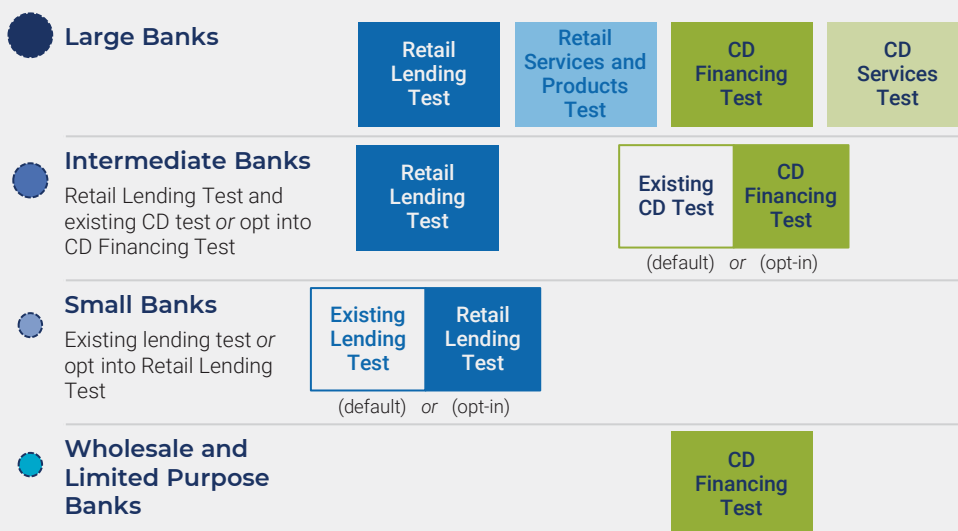 Large Banks
Retail
Lending
Test
Retail
Services and
Products
Test
CD
Financing
Test
CD
Services
Test
Intermediate Banks
Retail Lending Test and
existing CD test or opt into
CD Financing Test
Retail
Lending
Test
Existing
CD Test
CD
Financing
Test
(default) or (opt-in)
Small Banks
Existing lending test or
opt into Retail Lending
Test
Existing
Lending
Test
Retail
Lending
Test
(default) or (opt-in)
Wholesale and
Limited Purpose
Banks
CD
Financing
Test